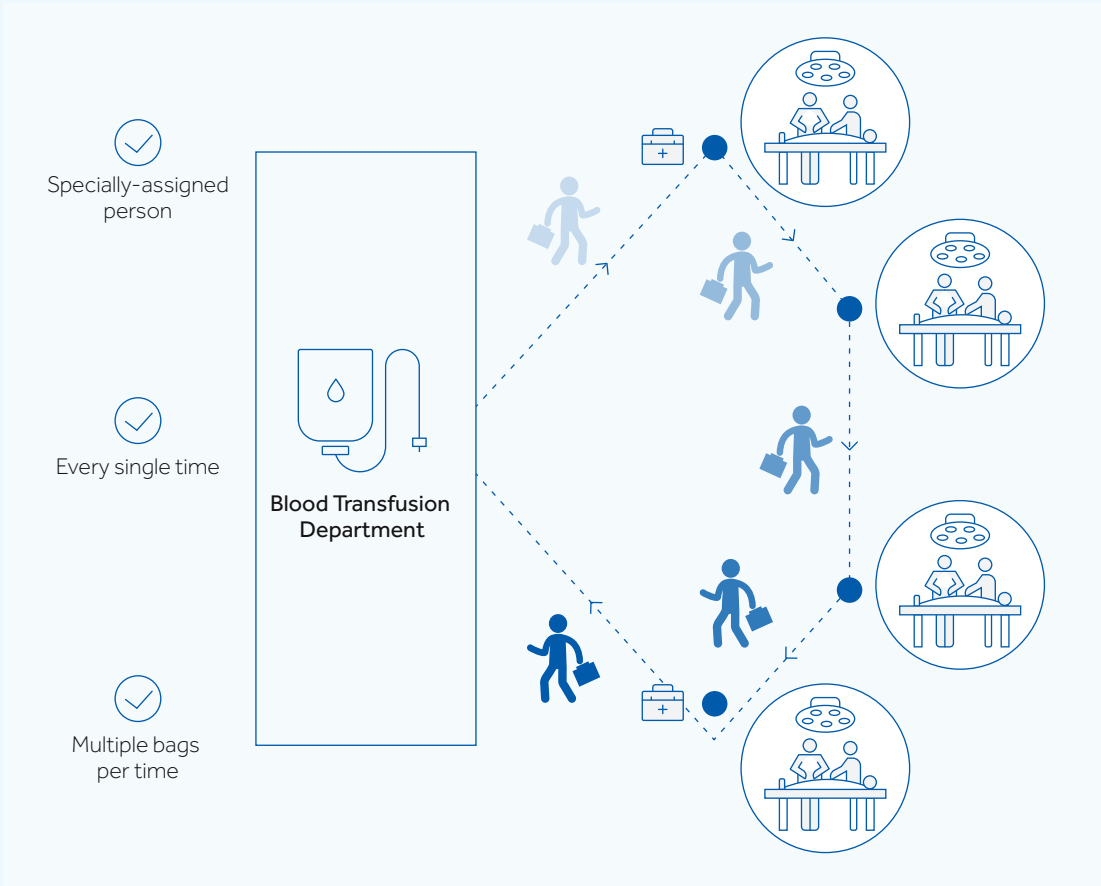 Specially-assigned
person
Every single time
Blood Transfusion
Department
Multiple bags
per time